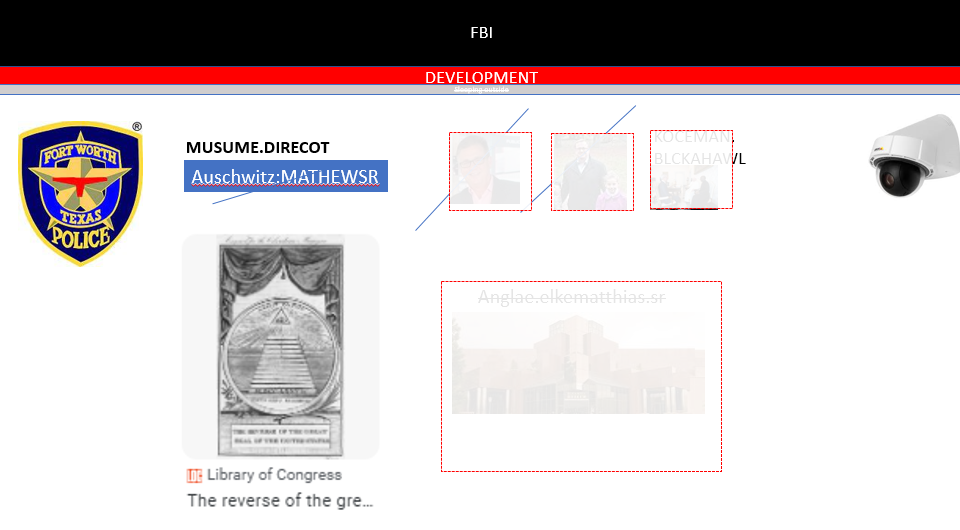 FBI
DEVELOPMENT
Sleeping outside
®
FORT WORTH
TEXAS
POLICE
MUSUME.DIRECOT
Auschwitz;MATHEWSR
KOCEMAN,
BLCKAHAWL
Anglae.elkematthias.sr
THE REVERSE OF THE GREAT
SEAL OF THE UNITED STATES
Library of Congress
The reverse of the gre...